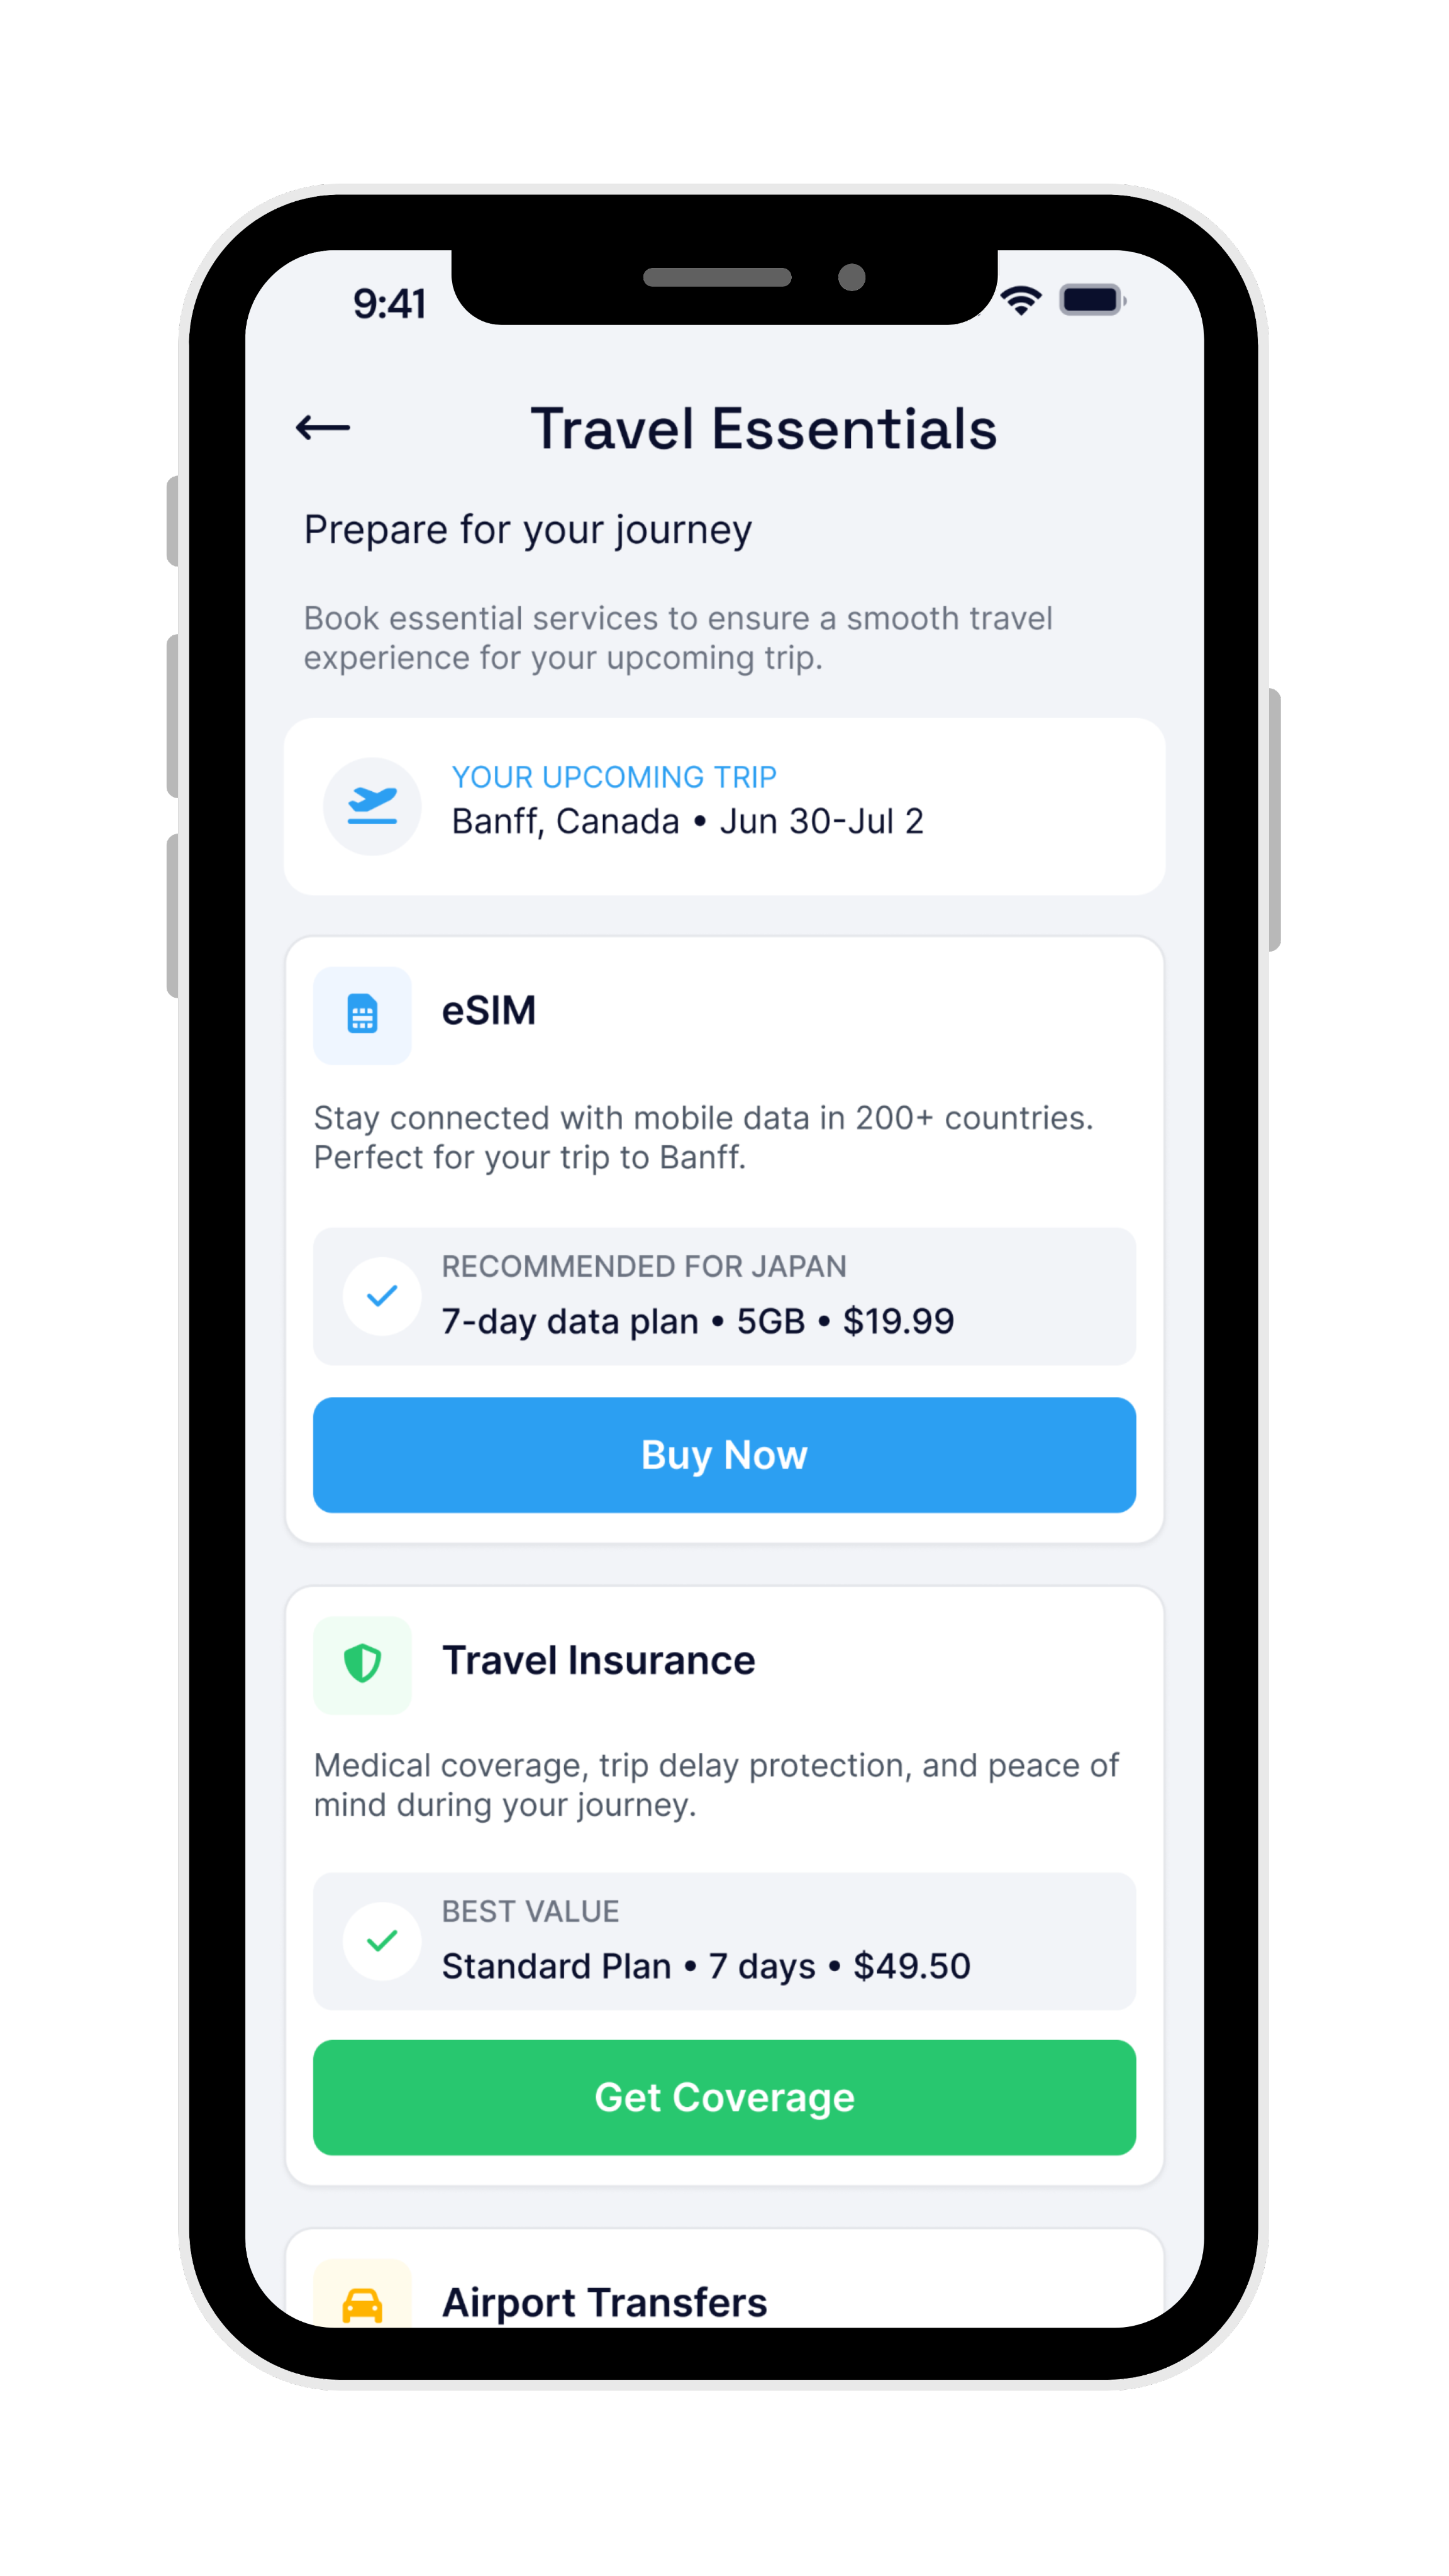 9:41
Travel Essentials
Prepare for your journey
Book essential services to ensure a smooth travel
experience for your upcoming trip.
YOUR UPCOMING TRIP
Banff, Canada • Jun 30-Jul 2
eSIM
Stay connected with mobile data in 200+ countries.
Perfect for your trip to Banff.
RECOMMENDED FOR JAPAN
7-day data plan • 5GB • $19.99
Buy Now
Travel Insurance
Medical coverage, trip delay protection, and peace of
mind during your journey.
BEST VALUE
Standard Plan • 7 days • $49.50
Get Coverage
Airport Transfers